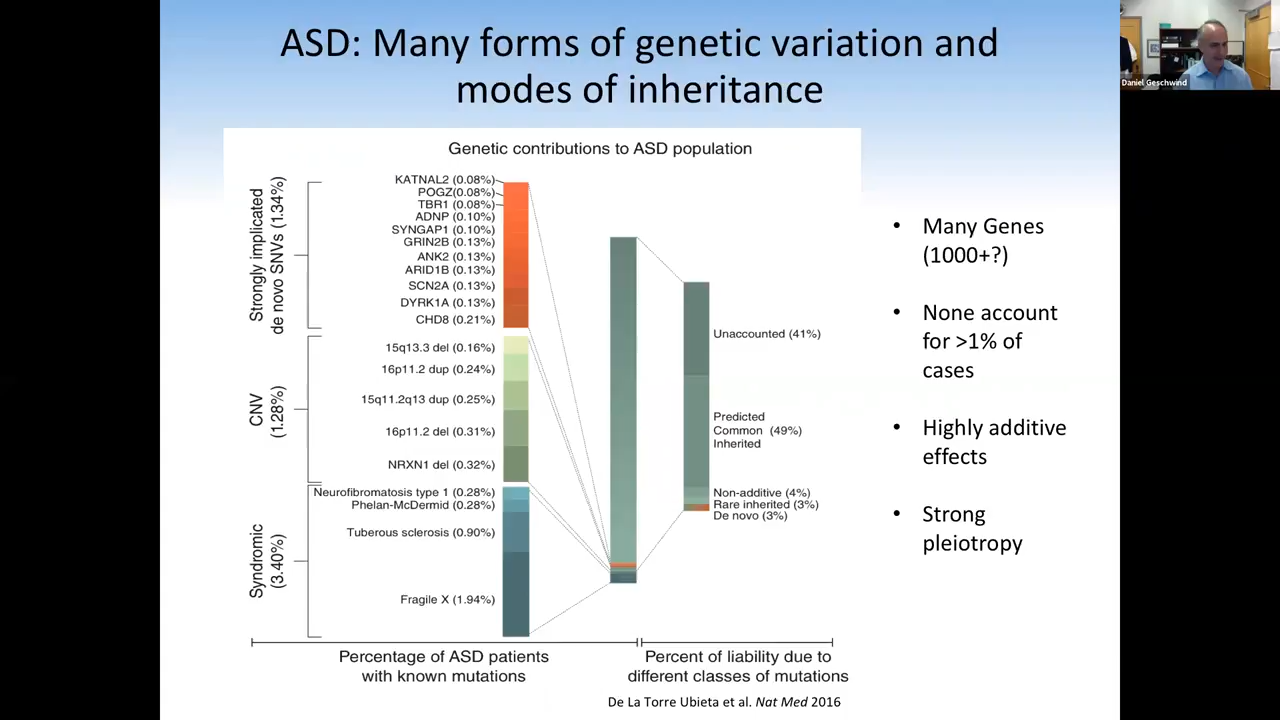 ASD: Many forms of genetic variation and
modes of inheritance
Daniel Geschwind
Genetic contributions to ASD population
Strongly implicated
de novo SNVs (1.34%)
KATNAL2 (0.08%)
POGZ(0.08%)
TBR1 (0.08%)
ADNP (0.10%)
SYNGAP1 (0.10%)
GRIN2B (0.13%)
ANK2 (0.13%)
ARID1B (0.13%)
SCN2A (0.13%)
DYRK1A (0.13%)
CHD8 (0.21%)
CNV
(1.28%)
15q13.3 del (0.16%)
16p11.2 dup (0.24%)
15q11.2q13 dup (0.25%)
16p11.2 del (0.31%)
NRXN1 del (0.32%)
Syndromic
(3.40%)
Neurofibromatosis type 1 (0.28%)
Phelan-McDermid (0.28%)
Tuberous sclerosis (0.90%)
Fragile X (1.94%)
Unaccounted (41%)
Predicted
Common (49%)
Inherited
Non-additive (4%)
Rare inherited (3%)
De novo (3%)
Percentage of ASD patients
with known mutations
Percent of liability due to
different classes of mutations
De La Torre Ubieta et al. Nat Med 2016
• Many Genes
(1000+?)
• None account
for >1% of
cases
• Highly additive
effects
• Strong
pleiotropy